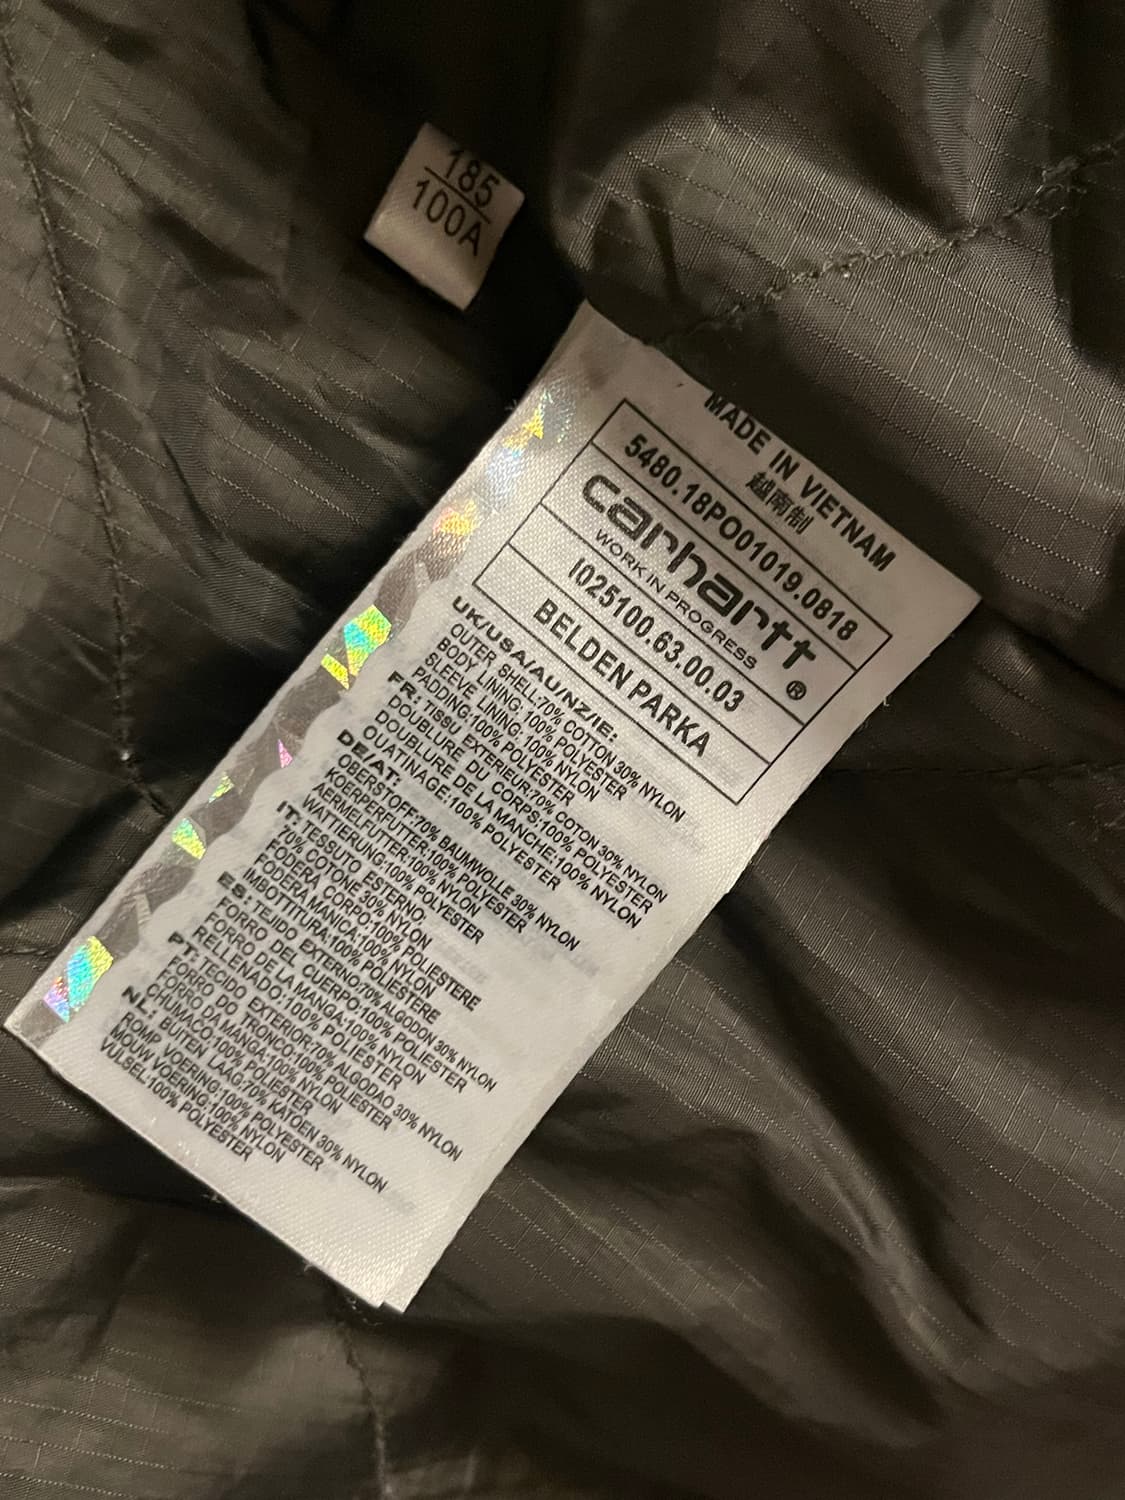 185
100A
MADE IN VIETNAM
越南制
5480.18PO01019.0818
carhartt ®
WORK IN PROGRESS
I025100.63.00.03
BELDEN PARKA
UK/USA/AU/NZ/IE:
OUTER SHELL:70% COTTON 30% NYLON
BODY LINING: 100% POLYESTER
SLEEVE LINING: 100% NYLON
PADDING:100% POLYESTER
FR: TISSU EXTERIEUR:70% COTON 30% NYLON
DOUBLURE DU CORPS:100% POLYESTER
DOUBLURE DE LA MANCHE:100% NYLON
OUATINAGE:100% POLYESTER
DE/AT:
OBERSTOFF:70% BAUMWOLLE 30% NYLON
KOERPERFUTTER:100% POLYESTER
AERMELFUTTER:100% NYLON
WATTIERUNG:100% POLYESTER
IT: TESSUTO ESTERNO:
70% COTONE 30% NYLON
FODERA CORPO:100% POLIESTERE
FODERA MANICA:100% NYLON
IMBOTTITURA:100% POLIESTERE
ES: TEJIDO EXTERNO:70% ALGODON 30% NYLON
FORRO DEL CUERPO:100% POLIESTER
FORRO DE LA MANGA:100% NYLON
RELLENADO:100% POLIESTER
PT: TECIDO EXTERIOR:70% ALGODAO 30% NYLON
FORRO DO TRONCO:100% POLIESTER
FORRO DA MANGA:100% NYLON
CHUMACO:100% POLIESTER
NL: BUITEN LAAG:70% KATOEN 30% NYLON
ROMP VOERING:100% POLYESTER
MOUW VOERING:100% NYLON
VULSEL:100% POLYESTER